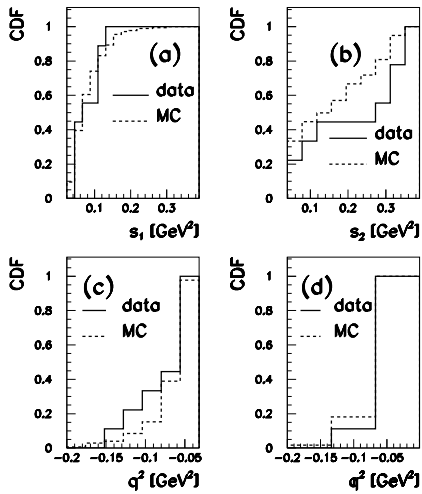 CDF
1
0.8
0.6
0.4
0.2
0
(a)
data
MC
0.1
0.2
0.3
s1 [GeV2]
CDF
1
0.8
0.6
0.4
0.2
0
(b)
data
MC
0.1
0.2
0.3
s2 [GeV2]
CDF
1
0.8
0.6
0.4
0.2
0
(c)
data
MC
-0.2
-0.15
-0.1
-0.05
q2 [GeV2]
CDF
1
0.8
0.6
0.4
0.2
0
(d)
data
MC
-0.2
-0.15
-0.1
-0.05
q2 [GeV2]